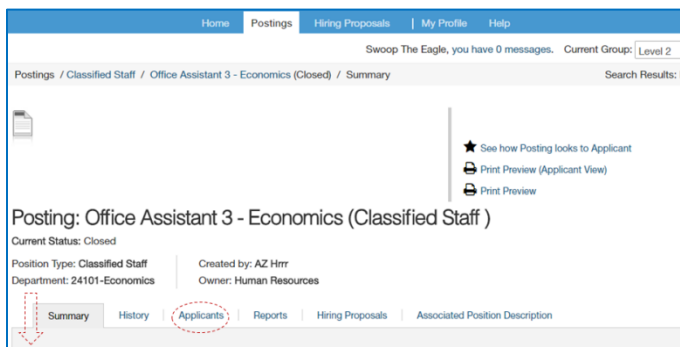 Home Postings Hiring Proposals | My Profile Help
Swoop The Eagle, you have 0 messages. Current Group: Level 2
Postings / Classified Staff / Office Assistant 3 - Economics (Closed) / Summary Search Results:
See how Posting looks to Applicant
Print Preview (Applicant View)
Print Preview
Posting: Office Assistant 3 - Economics (Classified Staff )
Current Status: Closed
Position Type: Classified Staff Created by: AZ Hrrr
Department: 24101-Economics Owner: Human Resources
Summary History Applicants Reports Hiring Proposals Associated Position Description